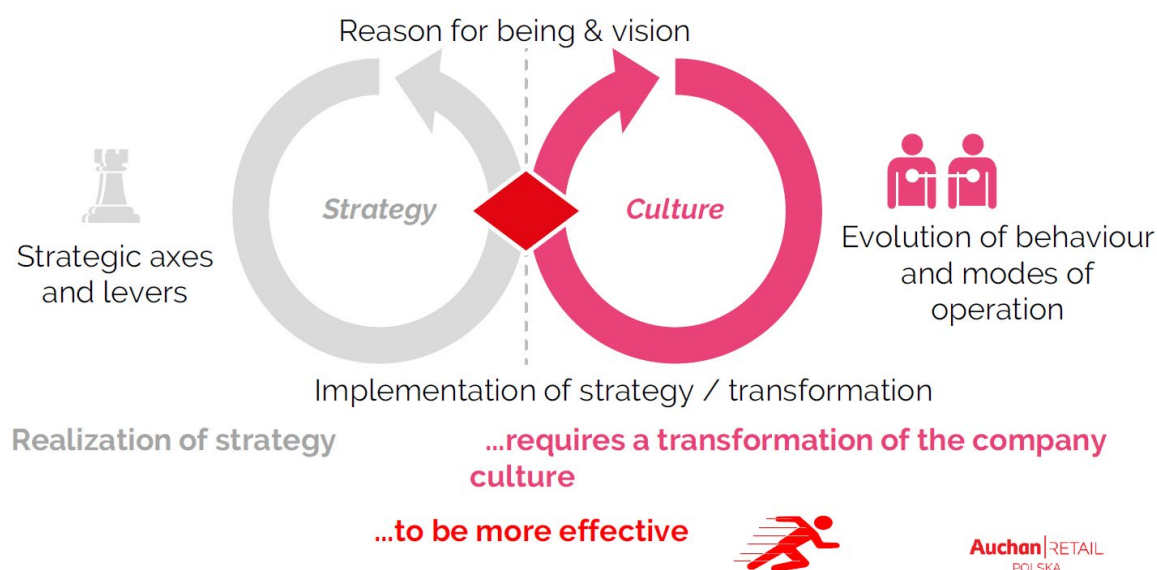 Reason for being & vision
Strategy
Culture
Strategic axes
and levers
Evolution of behaviour
and modes of
operation
Implementation of strategy / transformation
Realization of strategy
...requires a transformation of the company
culture
...to be more effective
Auchan|RETAIL
POLSKA